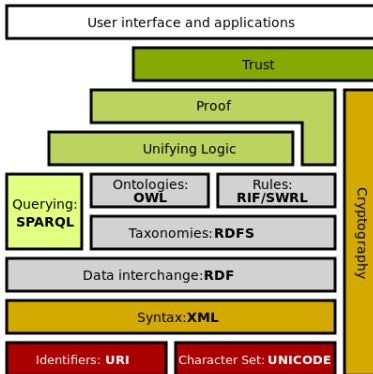 User interface and applications
Trust
Proof
Unifying Logic
Ontologies:
OWL
Rules:
RIF/SWRL
Querying:
SPARQL
Taxonomies: RDFS
Data interchange: RDF
Syntax: XML
Identifiers: URI
Character Set: UNICODE
Cryptography